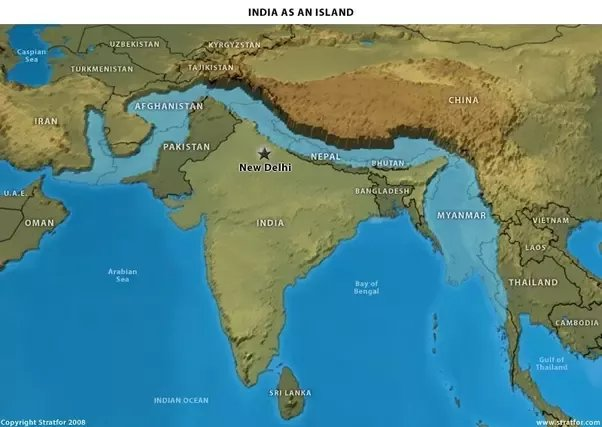 INDIA AS AN ISLAND
Caspian
Sea
UZBEKISTAN
KYRGYZSTAN
TURKMENISTAN
TAJIKISTAN
AFGHANISTAN
CHINA
IRAN
PAKISTAN
NEPAL
BHUTAN
New Delhi
U.A.E.
BANGLADESH
OMAN
INDIA
MYANMAR
VIETNAM
LAOS
Arabian
Sea
Bay of
Bengal
THAILAND
CAMBODIA
Gulf of
Thailand
SRI LANKA
INDIAN OCEAN
Copyright Stratfor 2008
www.stratfor.com